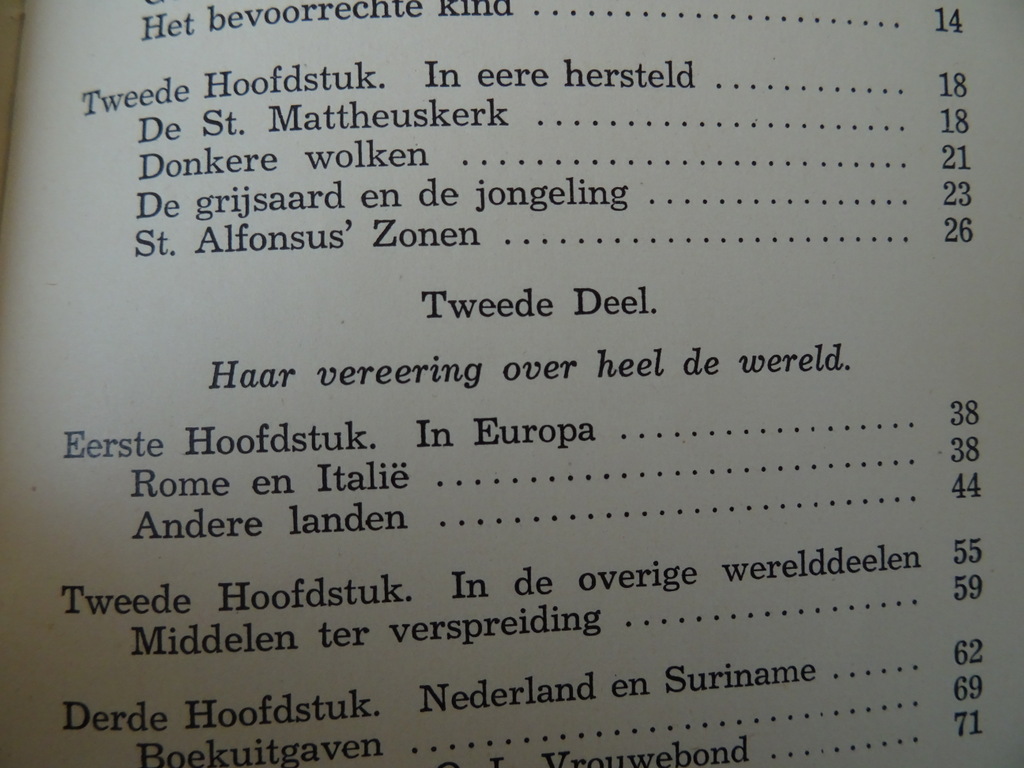 Het bevoorrechte kind .......................... 14
Tweede Hoofdstuk. In eere hersteld ............. 18
De St. Mattheuskerk ...................... 18
Donkere wolken ........................... 21
De grijsaard en de jongeling .................. 23
St. Alfonsus' Zonen ........................ 26
Tweede Deel.
Haar vereering over heel de wereld.
Eerste Hoofdstuk. In Europa .................. 38
Rome en Italië ............................. 38
Andere landen ............................. 44
Tweede Hoofdstuk. In de overige werelddeelen 55
Middelen ter verspreiding .................. 59
Derde Hoofdstuk. Nederland en Suriname ...... 62
Boekuitgaven .............................. 69
O. L. Vrouwebond .......... 71